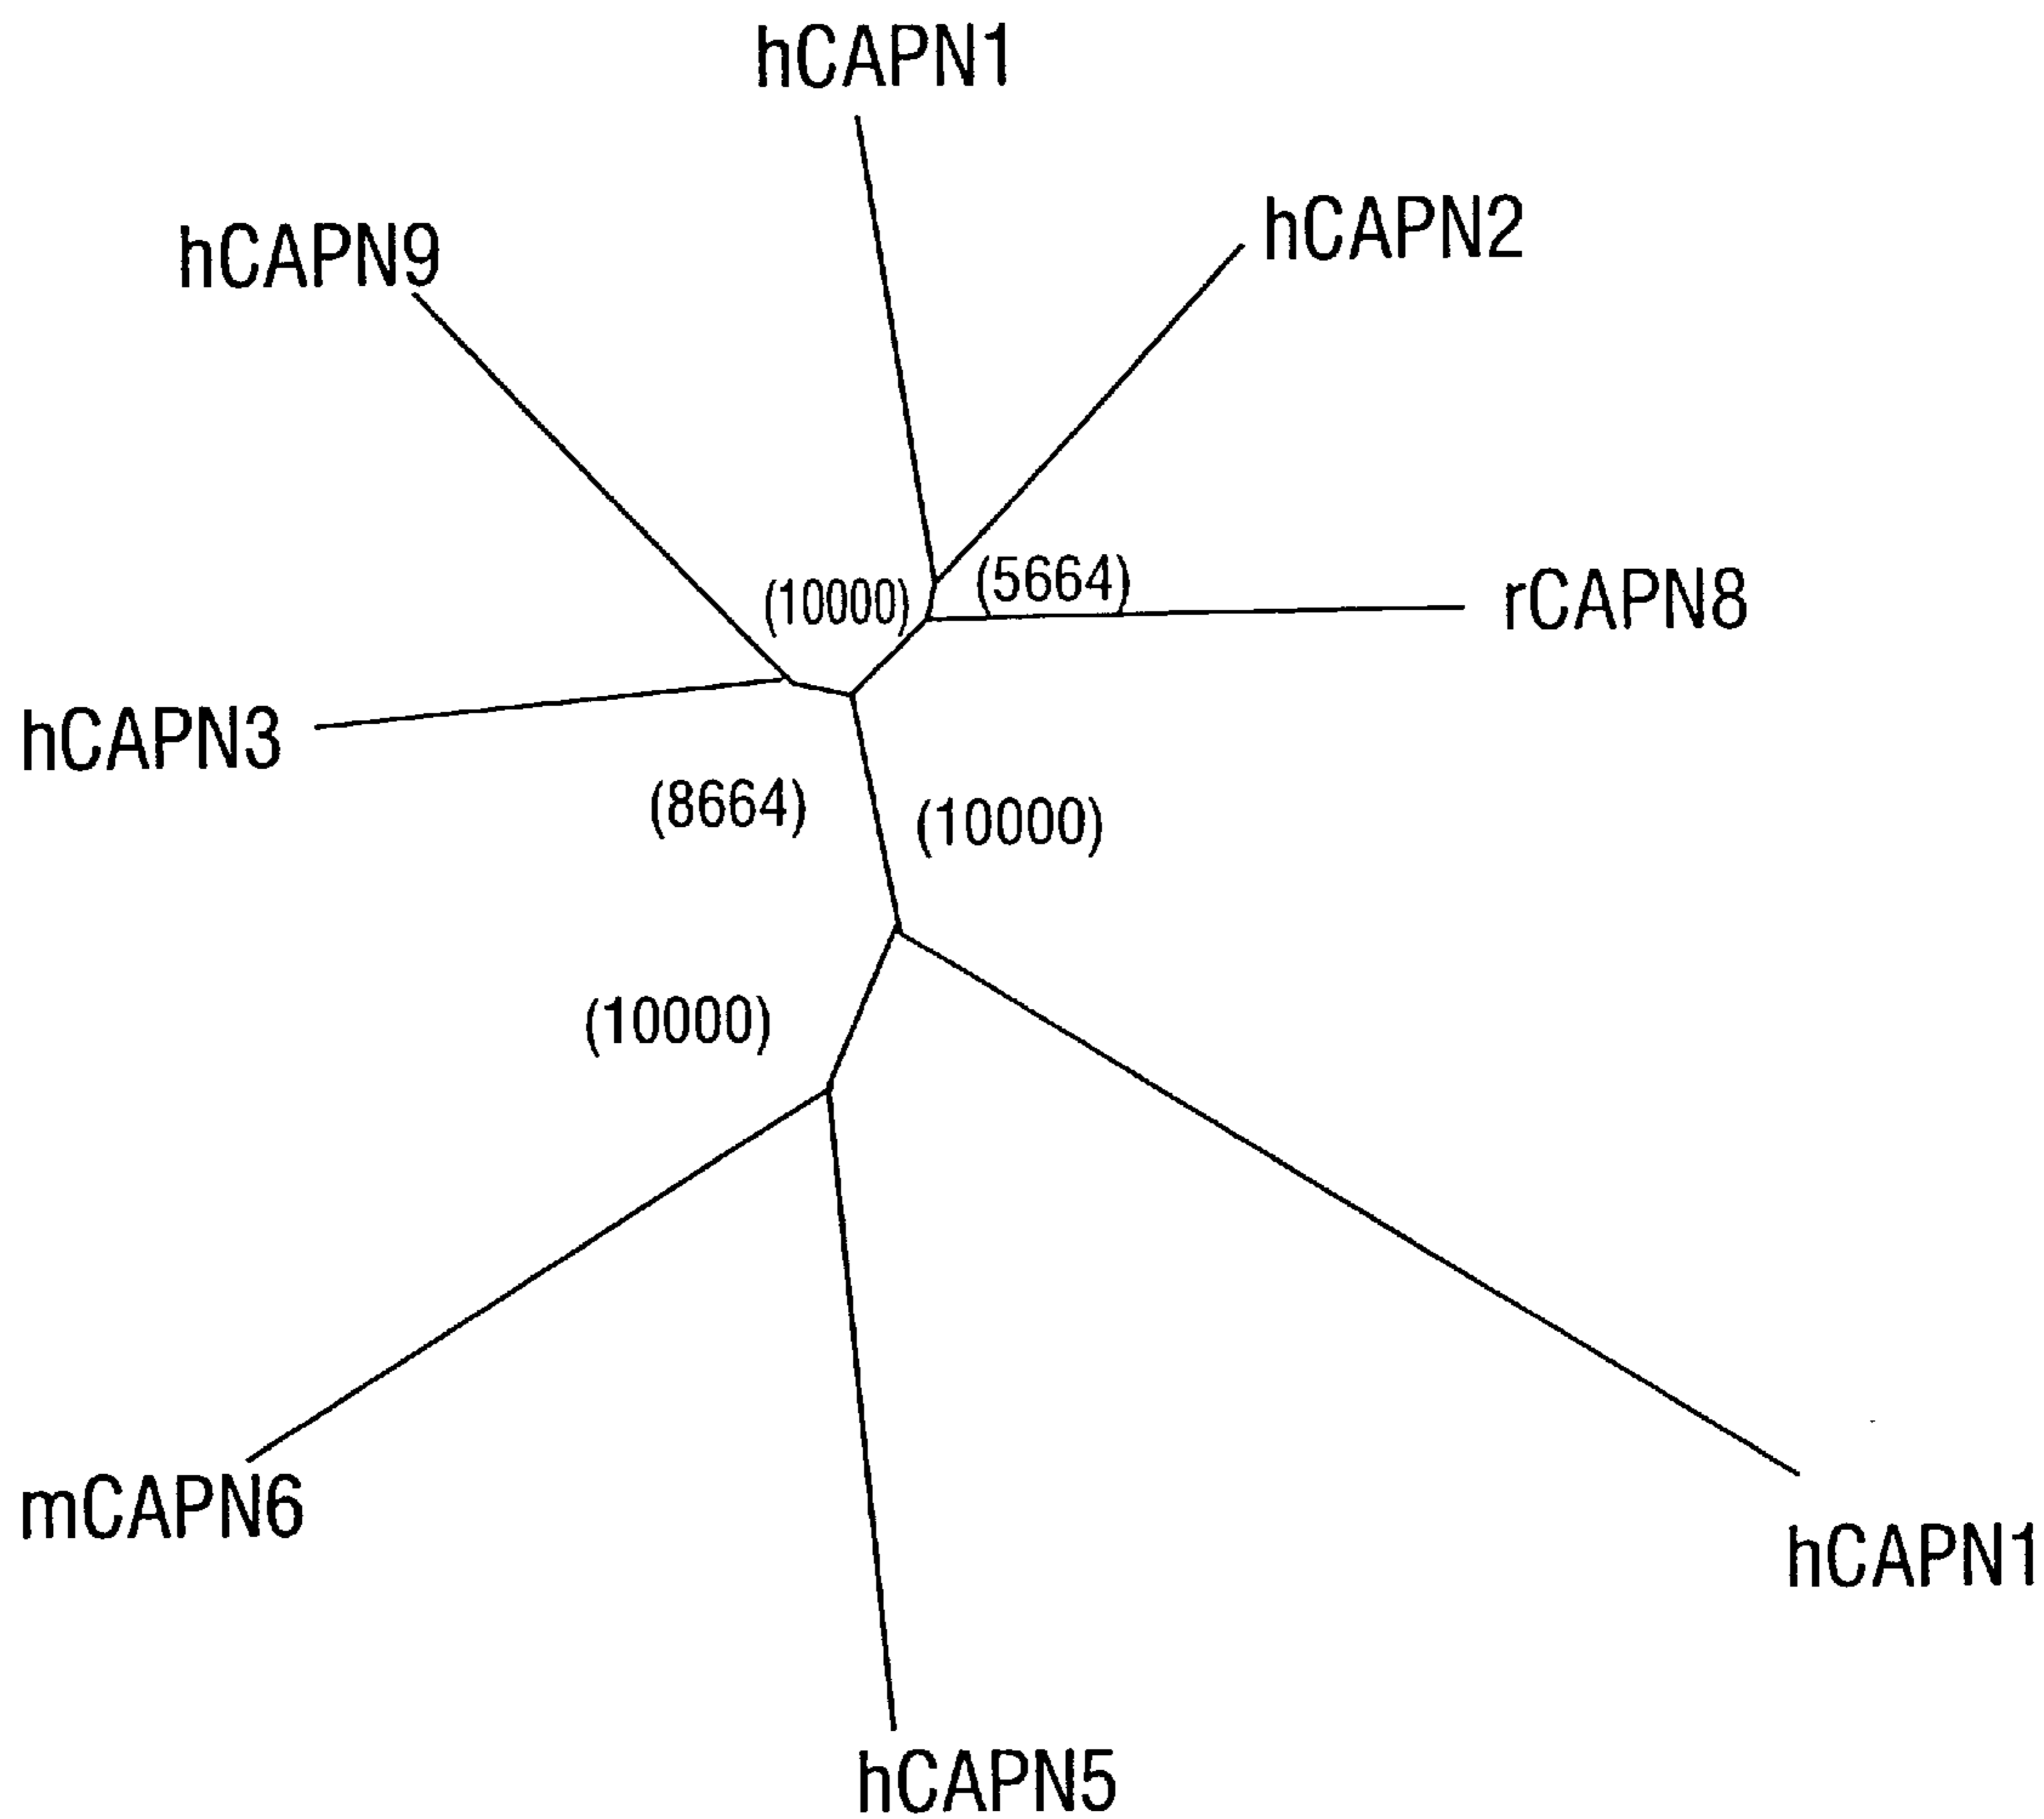 hCAPN1
hCAPN2
hCAPN9
(5664)
(10000)
rCAPN8
hCAPN3
(8664)
(10000)
(10000)
mCAPN6
hCAPN1
hCAPN5